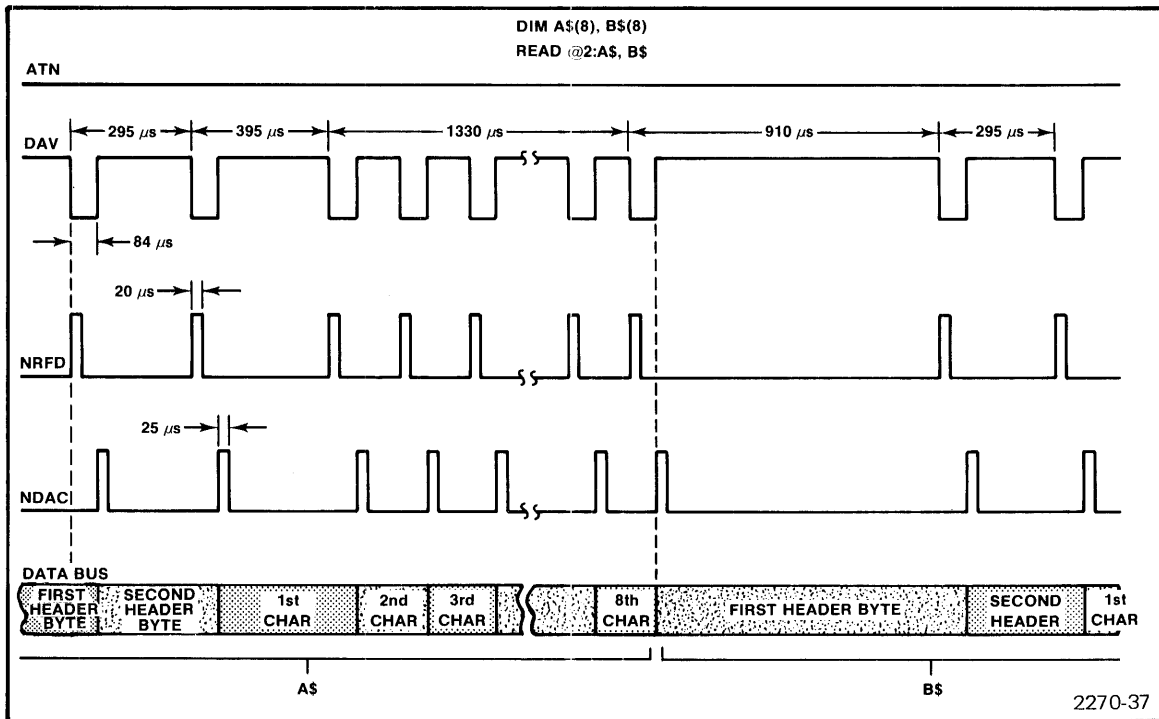 DIM A$(8), B$(8)
READ @2:A$, B$
ATN
295 µs
395 µs
1330 µs
910 µs
295 µs
DAV
84 µs
20 µs
NRFD
25 µs
NDAC
DATA BUS
FIRST HEADER BYTE
SECOND HEADER BYTE
1st CHAR
2nd CHAR
3rd CHAR
8th CHAR
FIRST HEADER BYTE
SECOND HEADER
1st CHAR
A$
B$
2270-37